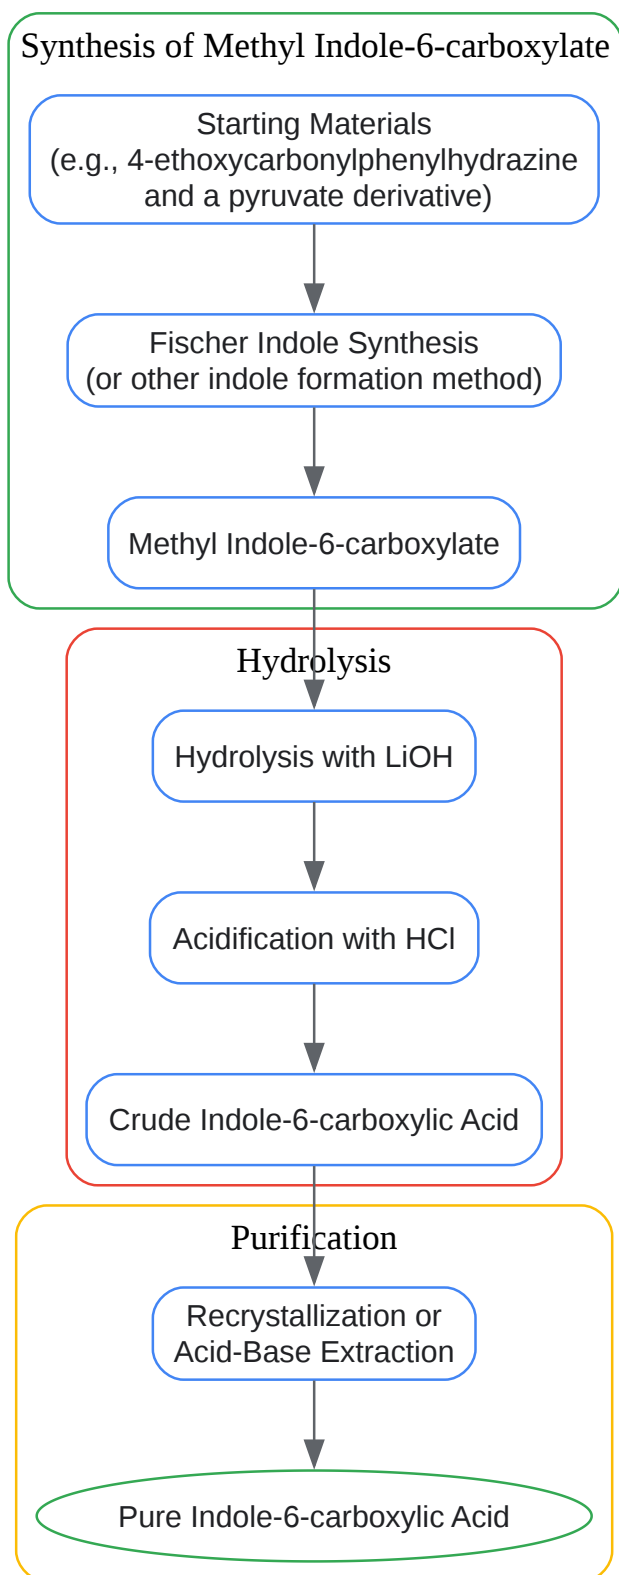 Synthesis of Methyl Indole-6-carboxylate
Starting Materials
(e.g., 4-ethoxycarbonylphenylhydrazine
and a pyruvate derivative)
Fischer Indole Synthesis
(or other indole formation method)
Methyl Indole-6-carboxylate
Hydrolysis
Hydrolysis with LiOH
Acidification with HCl
Crude Indole-6-carboxylic Acid
Purification
Recrystallization or
Acid-Base Extraction
Pure Indole-6-carboxylic Acid